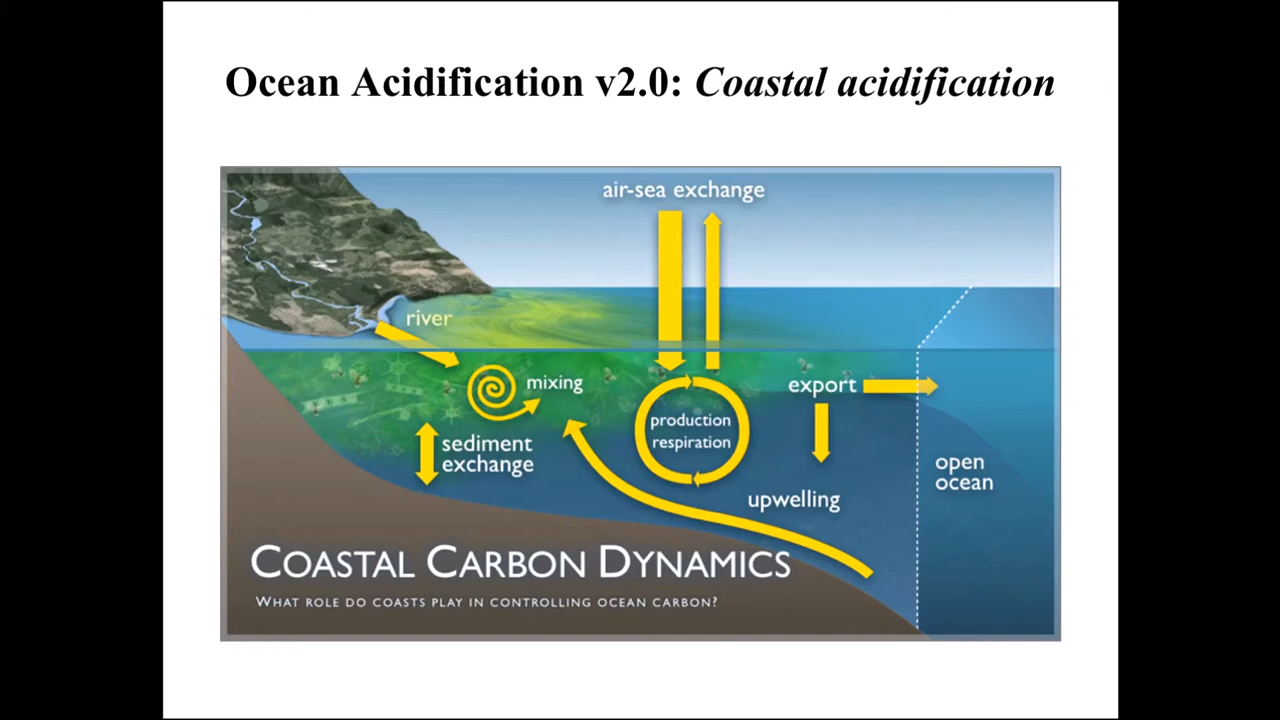 Ocean Acidification v2.0: Coastal acidification
air-sea exchange
river
mixing
production
respiration
export
sediment
exchange
open
ocean
upwelling
COASTAL CARBON DYNAMICS
WHAT ROLE DO COASTS PLAY IN CONTROLLING OCEAN CARBON?